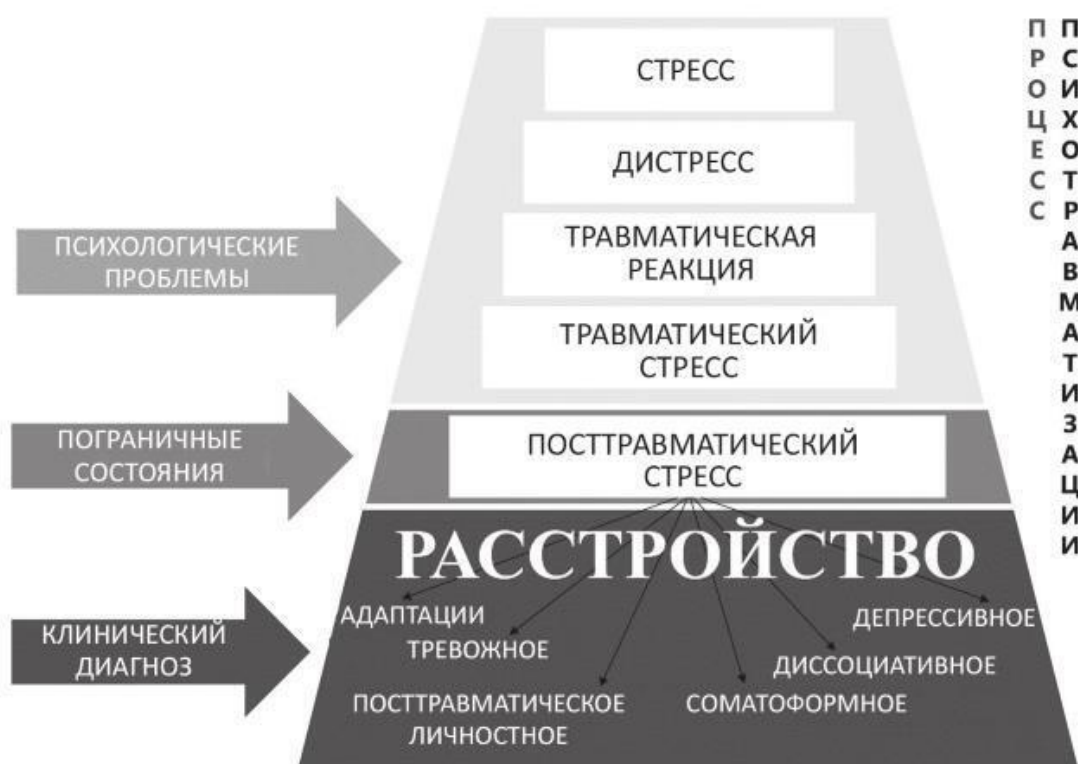 СТРЕСС
ДИСТРЕСС
ТРАВМАТИЧЕСКАЯ
РЕАКЦИЯ
ТРАВМАТИЧЕСКИЙ
СТРЕСС
ПСИХОЛОГИЧЕСКИЕ
ПРОБЛЕМЫ
ПОГРАНИЧНЫЕ
СОСТОЯНИЯ
ПОСТТРАВМАТИЧЕСКИЙ
СТРЕСС
КЛИНИЧЕСКИЙ
ДИАГНОЗ
РАССТРОЙСТВО
АДАПТАЦИИ
ТРЕВОЖНОЕ
ПОСТТРАВМАТИЧЕСКОЕ
ЛИЧНОСТНОЕ
СОМАТОФОРМНОЕ
ДИССОЦИАТИВНОЕ
ДЕПРЕССИВНОЕ
ПРОЦЕСС
ПСИХОТРАВМАТИЗАЦИИ